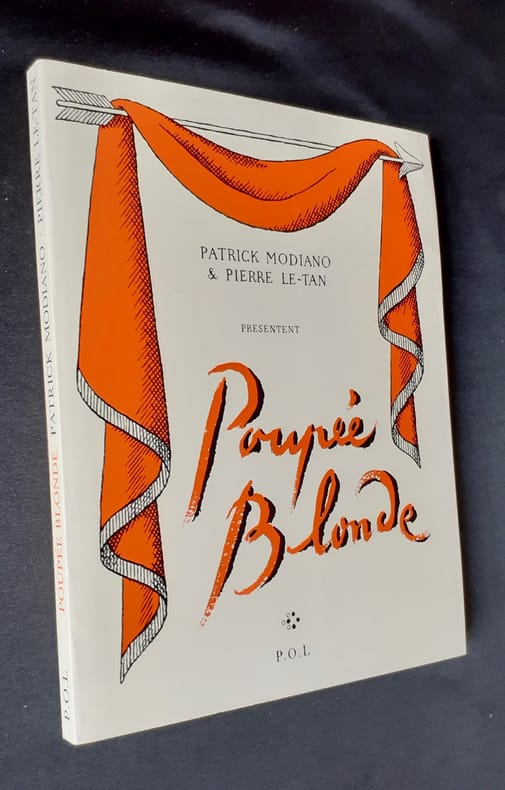 PATRICK MODIANO
& PIERRE LE-TAN
PRESENTENT
Poupée
Blonde
P.O.L
P.O.L POUPÉE BLONDE PATRICK MODIANO PIERRE LE-TAN